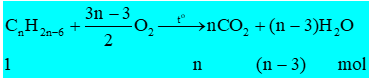 CₙH₂ₙ₋₆ + (3n − 3)/2 O₂ —t°→ nCO₂ + (n − 3)H₂O
1 n (n − 3) mol